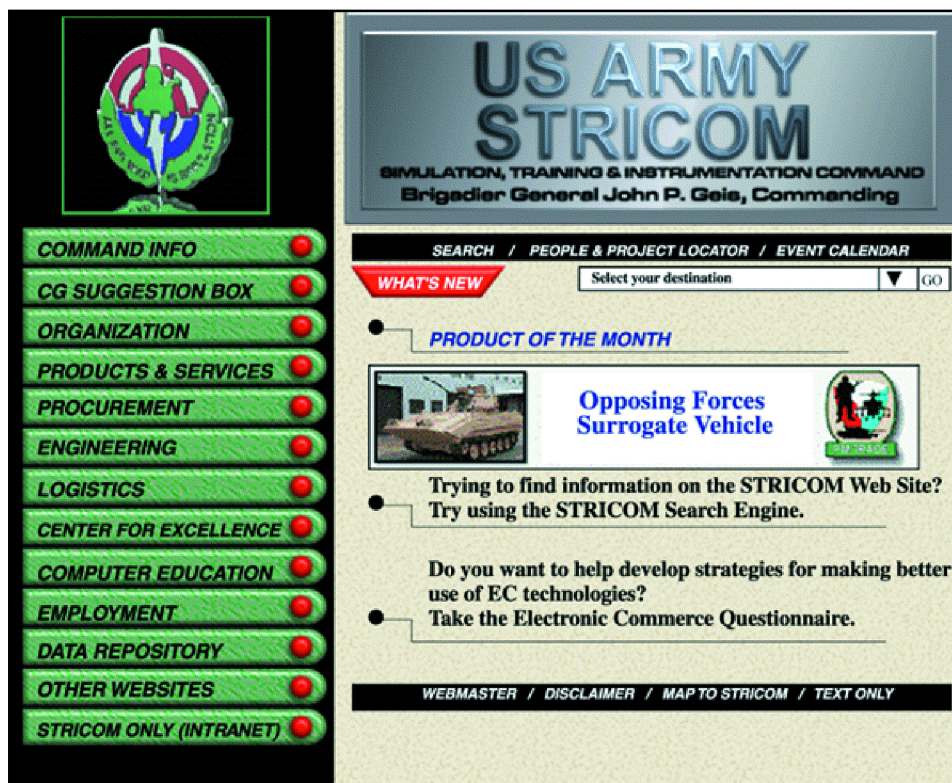 US ARMY
STRICOM
SIMULATION, TRAINING & INSTRUMENTATION COMMAND
Brigadier General John P. Geis, Commanding
COMMAND INFO
CG SUGGESTION BOX
ORGANIZATION
PRODUCTS & SERVICES
PROCUREMENT
ENGINEERING
LOGISTICS
CENTER FOR EXCELLENCE
COMPUTER EDUCATION
EMPLOYMENT
DATA REPOSITORY
OTHER WEBSITES
STRICOM ONLY (INTRANET)
SEARCH / PEOPLE & PROJECT LOCATOR / EVENT CALENDAR
WHAT'S NEW
Select your destination
GO
PRODUCT OF THE MONTH
Opposing Forces
Surrogate Vehicle
PM TRADE
Trying to find information on the STRICOM Web Site?
Try using the STRICOM Search Engine.
Do you want to help develop strategies for making better
use of EC technologies?
Take the Electronic Commerce Questionnaire.
WEBMASTER / DISCLAIMER / MAP TO STRICOM / TEXT ONLY